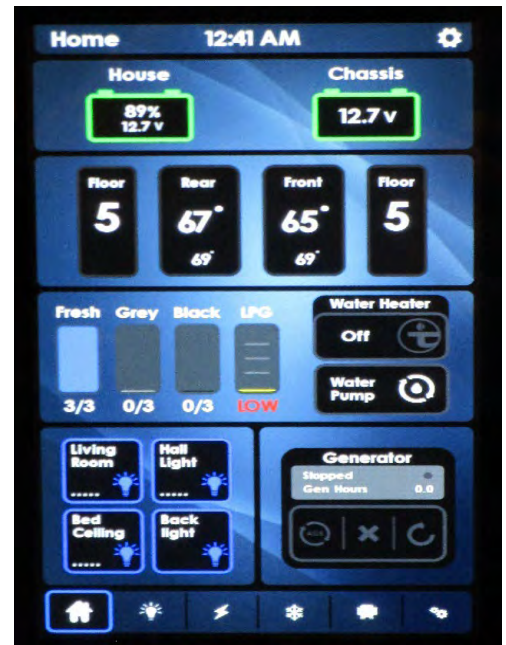 Home 12:41 AM
House Chassis
89% 12.7 v
12.7 v
Floor Rear Front Floor
5 67° 65° 5
69° 69°
Fresh Grey Black LPG
3/3 0/3 0/3 LOW
Water Heater
Off
Water
Pump
Living
Room
.....
Hall
Light
Bed
Ceiling
.....
Back
light
Generator
Stopped
Gen Hours 0.0
AGS